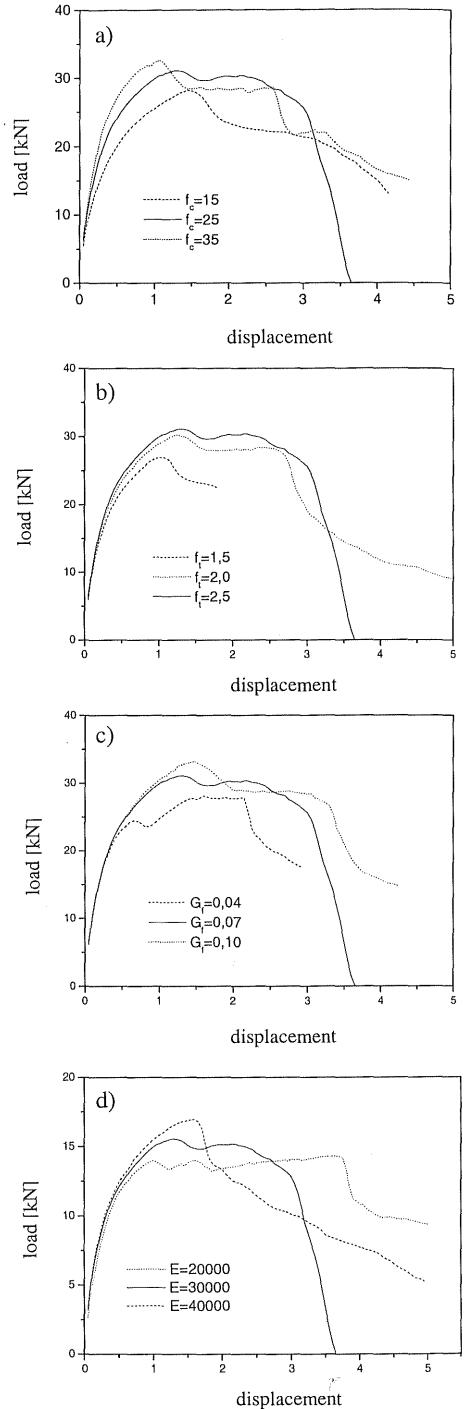 a)
load [kN]
40
30
20
10
0
f_c=15
f_c=25
f_c=35
0 1 2 3 4 5
displacement
b)
load [kN]
40
30
20
10
0
f_t=1,5
f_t=2,0
f_t=2,5
0 1 2 3 4 5
displacement
c)
load [kN]
40
30
20
10
0
G_f=0,04
G_f=0,07
G_f=0,10
0 1 2 3 4 5
displacement
d)
load [kN]
20
15
10
5
0
E=20000
E=30000
E=40000
0 1 2 3 4 5
displacement